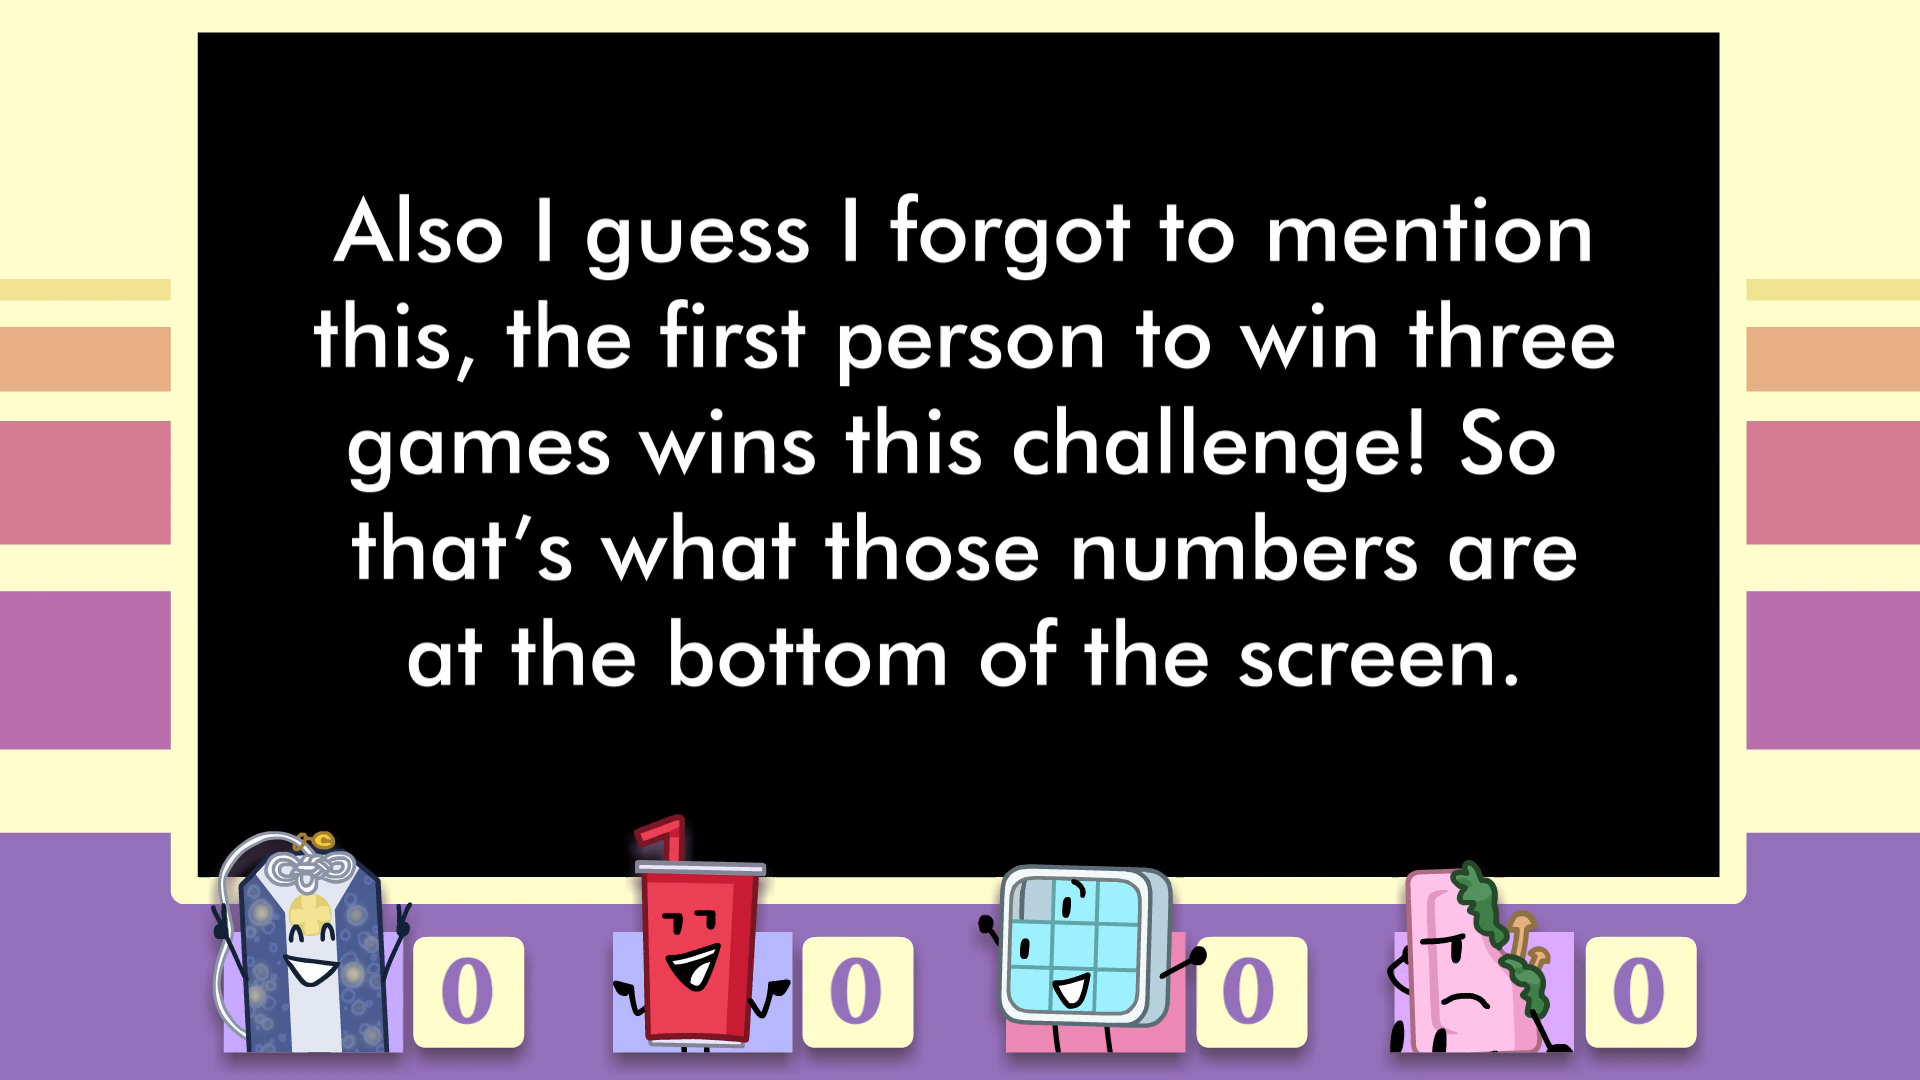 Also I guess I forgot to mention
this, the first person to win three
games wins this challenge! So
that’s what those numbers are
at the bottom of the screen.
0 0 0 0